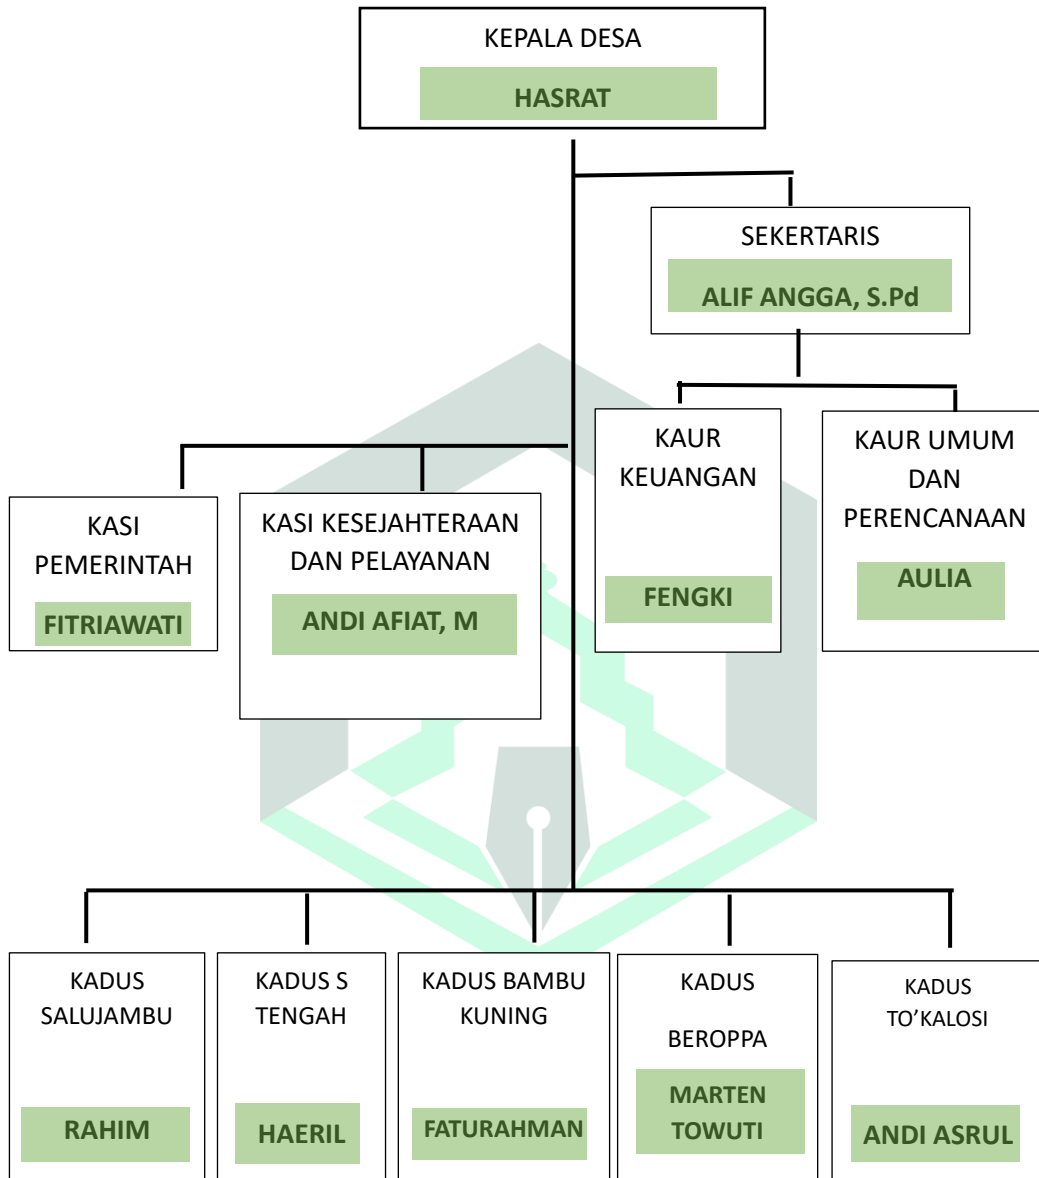 KEPALA DESA
HASRAT
SEKERTARIS
ALIF ANGGA, S.Pd
KAUR
KEUANGAN
FENGKI
KAUR UMUM
DAN
PERENCANAAN
AULIA
KASI
PEMERINTAH
FITRIAWATI
KASI KESEJAHTERAAN
DAN PELAYANAN
ANDI AFIAT, M
KADUS
SALUJAMBU
RAHIM
KADUS S
TENGAH
HAERIL
KADUS BAMBU
KUNING
FATURAHMAN
KADUS
BEROPPA
MARTEN
TOWUTI
KADUS
TO’KALOSI
ANDI ASRUL